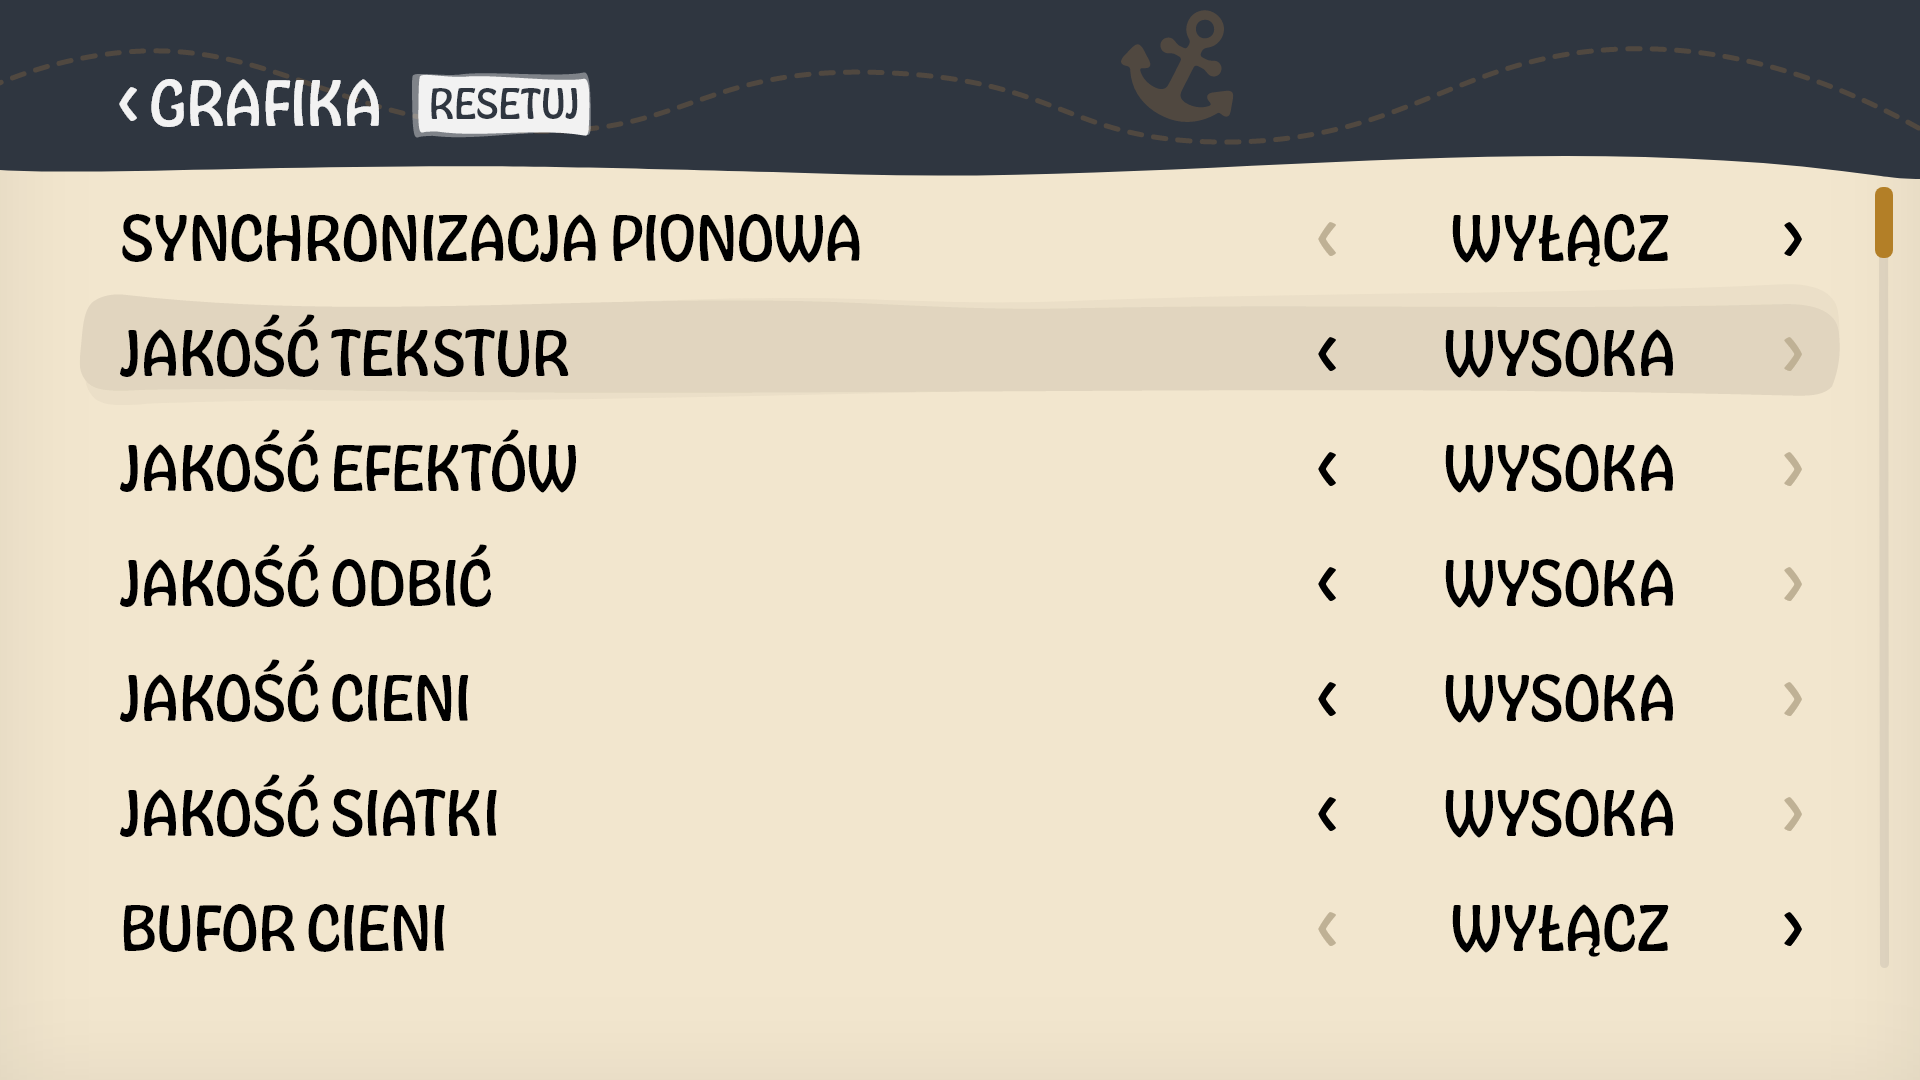 GRAFIKA RESETUJ
SYNCHRONIZACJA PIONOWA WYŁĄCZ
JAKOŚĆ TEKSTUR WYSOKA
JAKOŚĆ EFEKTÓW WYSOKA
JAKOŚĆ ODBIĆ WYSOKA
JAKOŚĆ CIENI WYSOKA
JAKOŚĆ SIATKI WYSOKA
BUFOR CIENI WYŁĄCZ